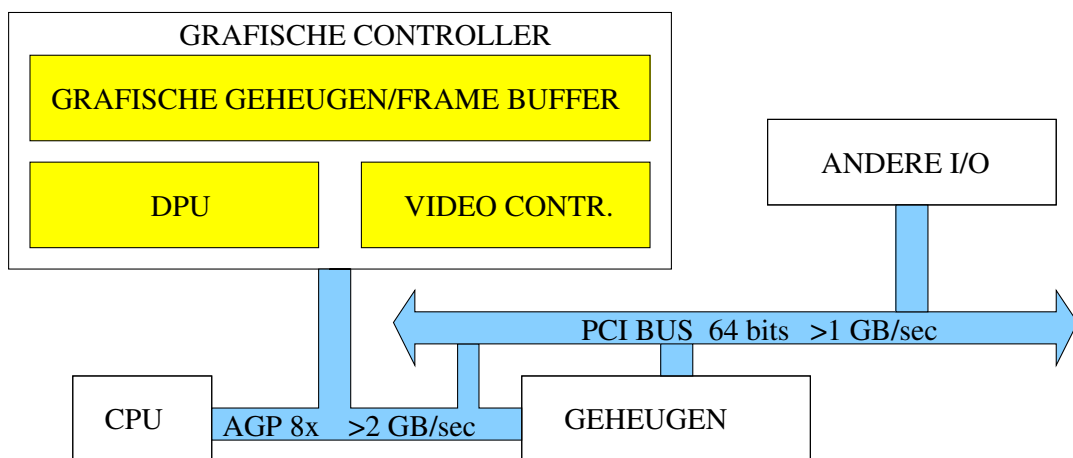 GRAFISCHE CONTROLLER
GRAFISCHE GEHEUGEN/FRAME BUFFER
DPU
VIDEO CONTR.
ANDERE I/O
PCI BUS 64 bits >1 GB/sec
CPU
AGP 8x >2 GB/sec
GEHEUGEN